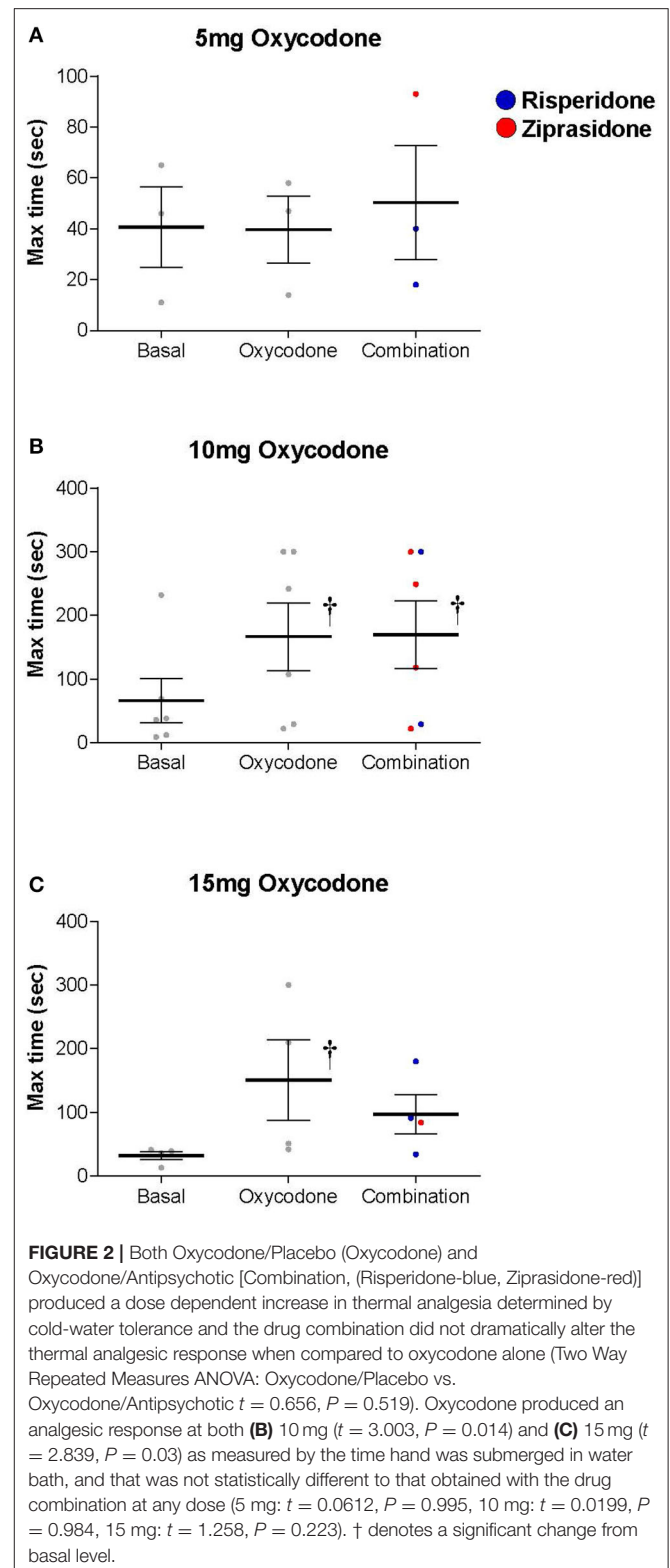 A
5mg Oxycodone
100
80
60
40
20
0
Max time (sec)
Basal
Oxycodone
Combination
Risperidone
Ziprasidone
B
10mg Oxycodone
400
300
200
100
0
Max time (sec)
†
†
Basal
Oxycodone
Combination
C
15mg Oxycodone
400
300
200
100
0
Max time (sec)
†
Basal
Oxycodone
Combination
FIGURE 2 | Both Oxycodone/Placebo (Oxycodone) and
Oxycodone/Antipsychotic [Combination, (Risperidone-blue, Ziprasidone-red)]
produced a dose dependent increase in thermal analgesia determined by
cold-water tolerance and the drug combination did not dramatically alter the
thermal analgesic response when compared to oxycodone alone (Two Way
Repeated Measures ANOVA: Oxycodone/Placebo vs.
Oxycodone/Antipsychotic t = 0.656, P = 0.519). Oxycodone produced an
analgesic response at both (B) 10 mg (t = 3.003, P = 0.014) and (C) 15 mg (t
= 2.839, P = 0.03) as measured by the time hand was submerged in water
bath, and that was not statistically different to that obtained with the drug
combination at any dose (5 mg: t = 0.0612, P = 0.995, 10 mg: t = 0.0199, P
= 0.984, 15 mg: t = 1.258, P = 0.223). † denotes a significant change from
basal level.